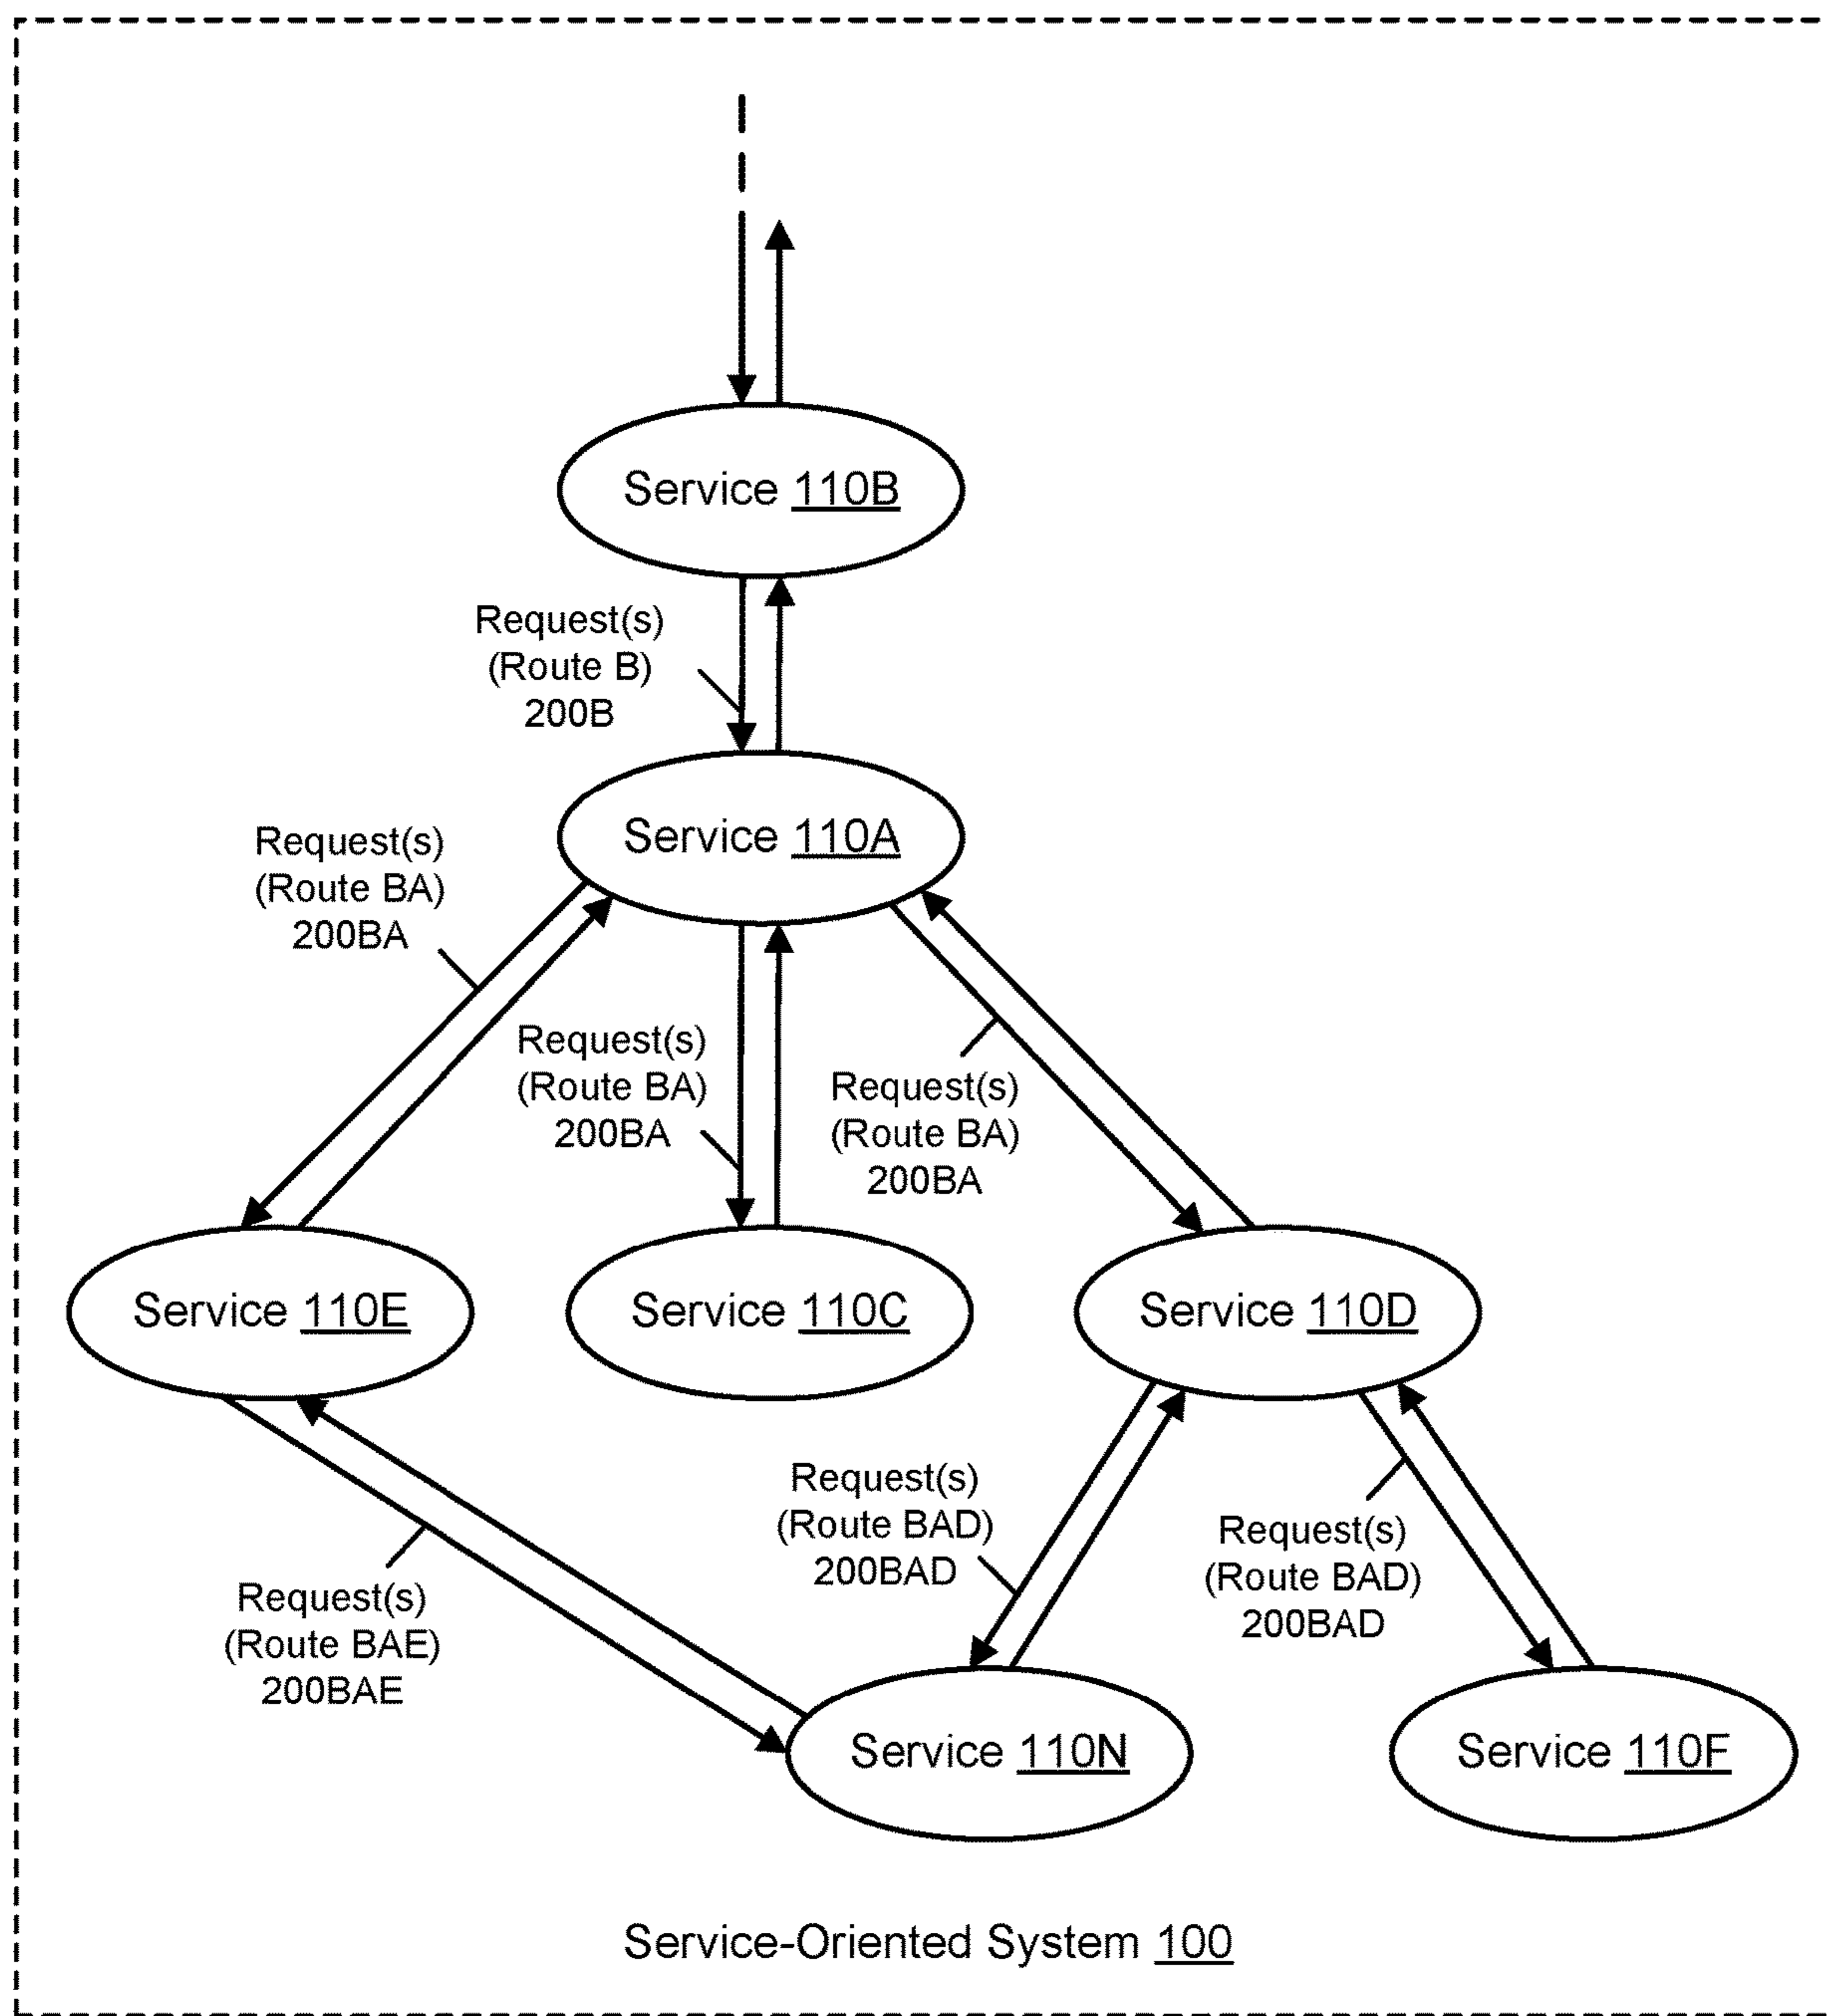 Service 110B
Request(s)
(Route B)
200B
Service 110A
Request(s)
(Route BA)
200BA
Request(s)
(Route BA)
200BA
Request(s)
(Route BA)
200BA
Service 110E
Service 110C
Service 110D
Request(s)
(Route BAD)
200BAD
Request(s)
(Route BAD)
200BAD
Request(s)
(Route BAE)
200BAE
Service 110N
Service 110F
Service-Oriented System 100